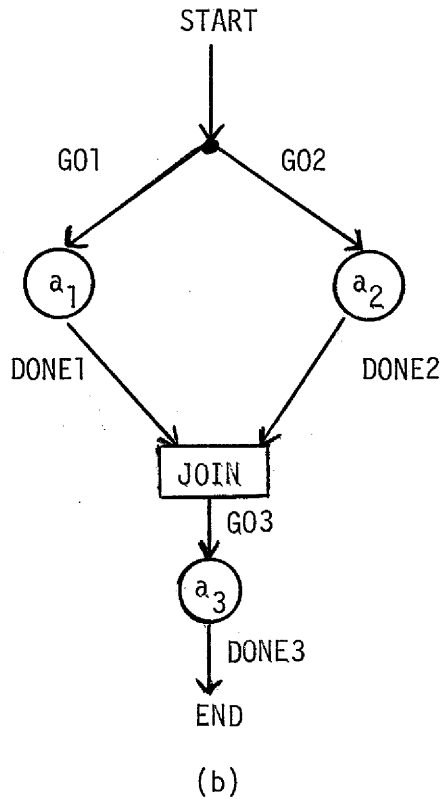 START
GO1 GO2
a1 a2
DONE1 DONE2
JOIN
GO3
a3
DONE3
END
(b)